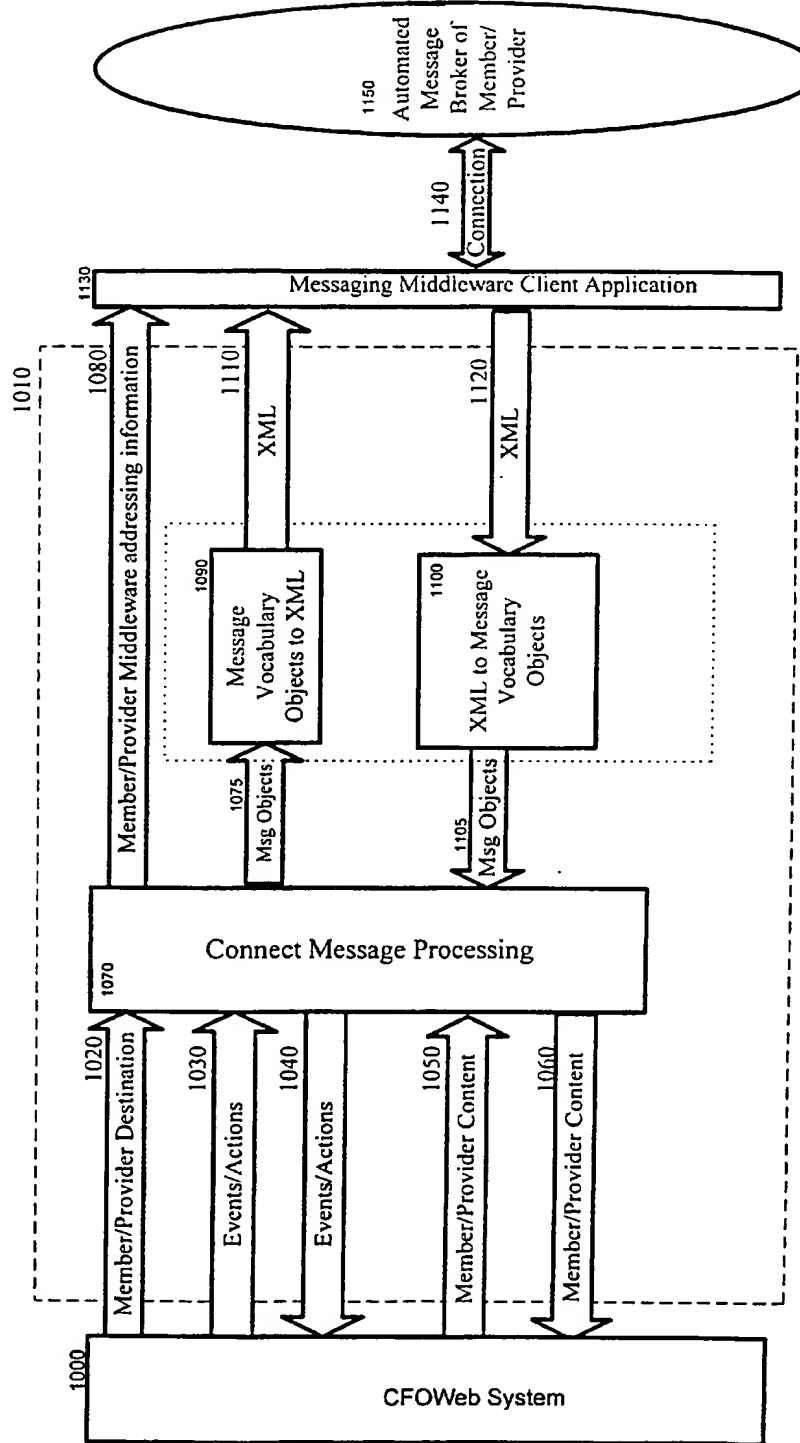 1000
CFOWeb System
1010
1020
Member/Provider Destination
1030
Events/Actions
1040
Events/Actions
1050
Member/Provider Content
1060
Member/Provider Content
1070
Connect Message Processing
1080
Member/Provider Middleware addressing information
1075
Msg Objects
1090
Message
Vocabulary
Objects to XML
1110
XML
1105
Msg Objects
1100
XML to Message
Vocabulary
Objects
1120
XML
1130
Messaging Middleware Client Application
1140
Connection
1150
Automated
Message
Broker of
Member/
Provider